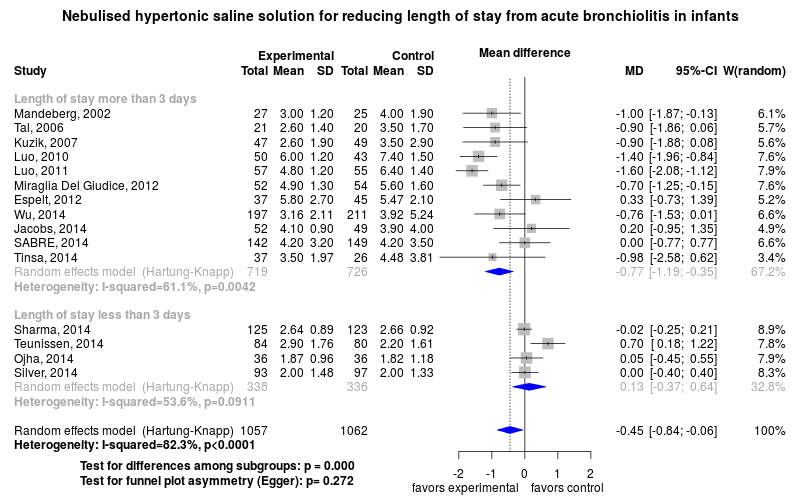 Nebulised hypertonic saline solution for reducing length of stay from acute bronchiolitis in infants
Experimental Control Mean difference
Study Total Mean SD Total Mean SD MD 95%-CI W(random)
Length of stay more than 3 days
Mandeberg, 2002 27 3.00 1.20 25 4.00 1.90 -1.00 [-1.87; -0.13] 6.1%
Tal, 2006 21 2.60 1.40 20 3.50 1.70 -0.90 [-1.86; 0.06] 5.7%
Kuzik, 2007 47 2.60 1.90 49 3.50 2.90 -0.90 [-1.88; 0.08] 5.6%
Luo, 2010 50 6.00 1.20 43 7.40 1.50 -1.40 [-1.96; -0.84] 7.6%
Luo, 2011 57 4.80 1.20 55 6.40 1.40 -1.60 [-2.08; -1.12] 7.9%
Miraglia Del Giudice, 2012 52 4.90 1.30 54 5.60 1.60 -0.70 [-1.25; -0.15] 7.7%
Espelt, 2012 37 5.80 2.70 45 5.47 2.10 0.33 [-0.73; 1.39] 5.2%
Wu, 2014 197 3.16 2.11 211 3.92 5.24 -0.76 [-1.53; 0.01] 6.6%
Jacobs, 2014 52 4.10 0.90 49 3.90 4.00 0.20 [-0.95; 1.35] 4.9%
SABRE, 2014 142 4.20 3.20 149 4.20 3.50 0.00 [-0.77; 0.77] 6.6%
Tinsa, 2014 37 3.50 1.97 26 4.48 3.81 -0.98 [-2.58; 0.62] 3.4%
Random effects model (Hartung-Knapp) 719 726 -0.77 [-1.19; -0.35] 67.2%
Heterogeneity: I-squared=61.1%, p=0.0042
Length of stay less than 3 days
Sharma, 2014 125 2.64 0.89 123 2.66 0.92 -0.02 [-0.25; 0.21] 8.9%
Teunissen, 2014 84 2.90 1.76 80 2.20 1.61 0.70 [ 0.18; 1.22] 7.8%
Ojha, 2014 36 1.87 0.96 36 1.82 1.18 0.05 [-0.45; 0.55] 7.9%
Silver, 2014 93 2.00 1.48 97 2.00 1.33 0.00 [-0.40; 0.40] 8.3%
Random effects model (Hartung-Knapp) 338 336 0.13 [-0.37; 0.64] 32.8%
Heterogeneity: I-squared=53.6%, p=0.0911
Random effects model (Hartung-Knapp) 1057 1062 -0.45 [-0.84; -0.06] 100%
Heterogeneity: I-squared=82.3%, p<0.0001
Test for differences among subgroups: p = 0.000
Test for funnel plot asymmetry (Egger): p= 0.272
-2 -1 0 1 2
favors experimental favors control